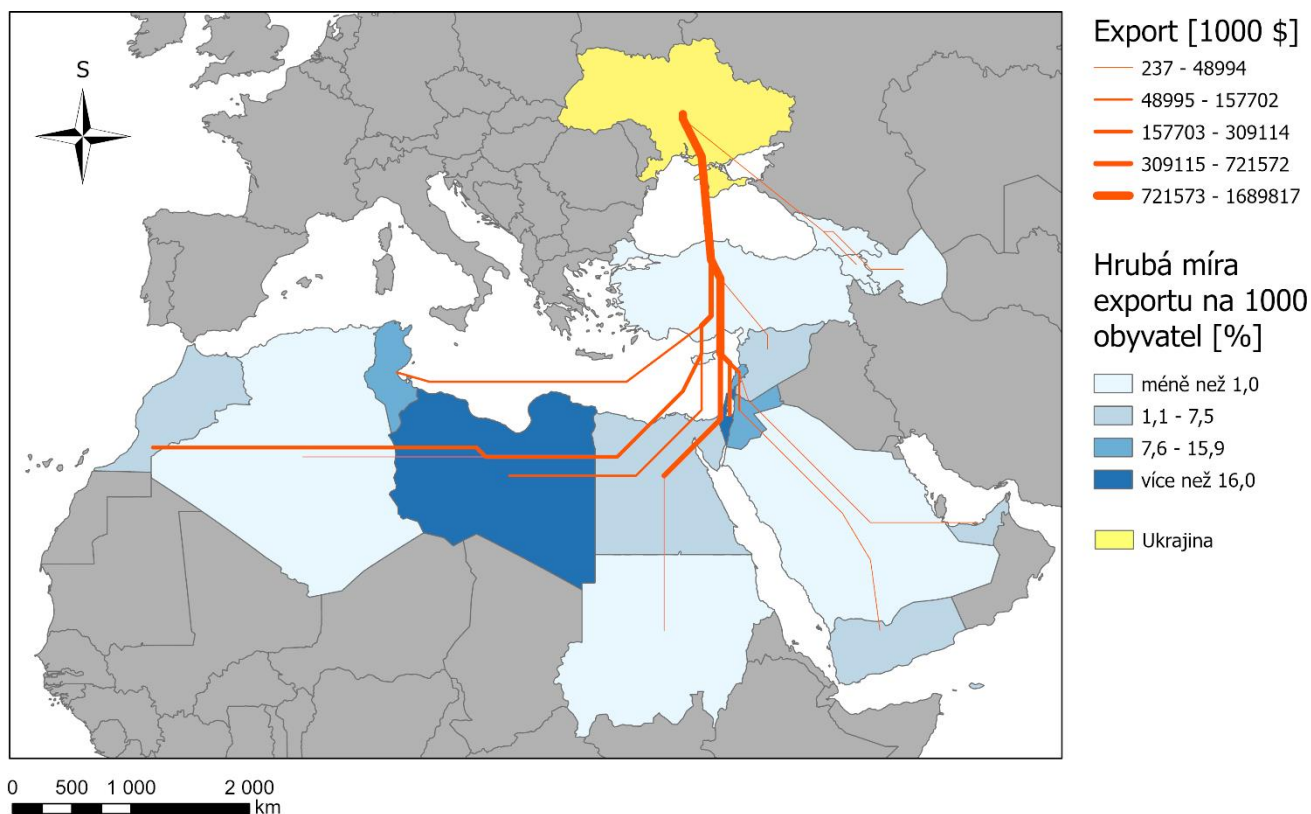 S
Export [1000 $]
237 - 48994
48995 - 157702
157703 - 309114
309115 - 721572
721573 - 1689817
Hrubá míra
exportu na 1000
obyvatel [%]
méně než 1,0
1,1 - 7,5
7,6 - 15,9
více než 16,0
Ukrajina
0 500 1 000 2 000
km